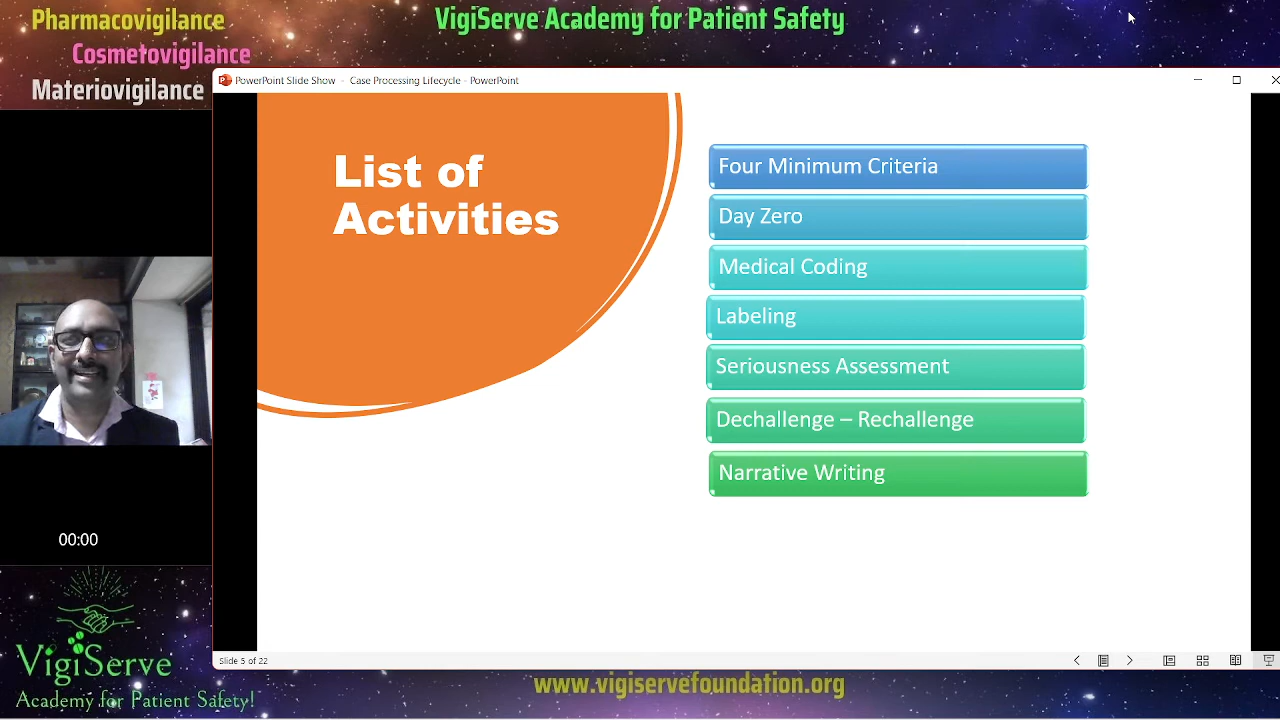 Pharmacovigilance
Cosmetovigilance
Materiovigilance
VigiServe Academy for Patient Safety
PowerPoint Slide Show - Case Processing Lifecycle - PowerPoint
List of
Activities
Four Minimum Criteria
Day Zero
Medical Coding
Labeling
Seriousness Assessment
Dechallenge – Rechallenge
Narrative Writing
00:00
VigiServe
Academy for Patient Safety!
Slide 5 of 22
www.vigiservefoundation.org